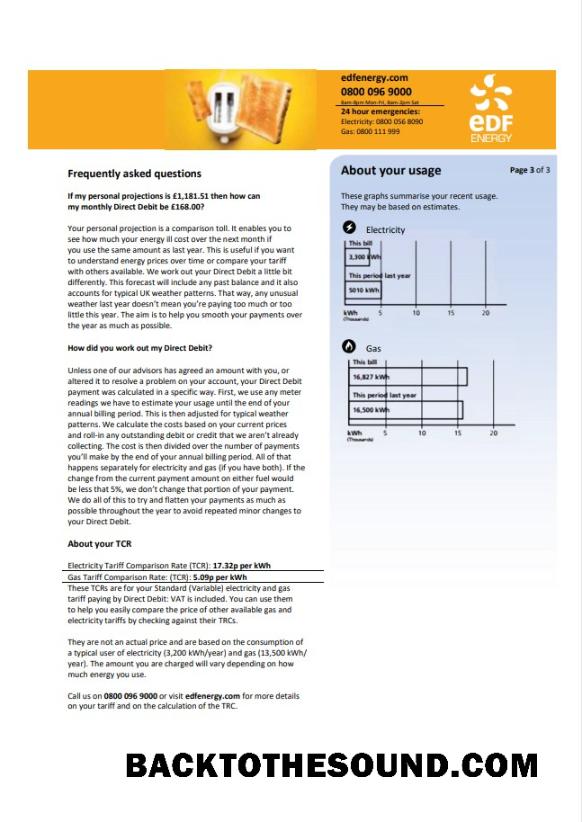 edfenergy.com
0800 096 9000
8am-8pm Mon-Fri, 8am-2pm Sat
24 hour emergencies:
Electricity: 0800 056 8090
Gas: 0800 111 999
eDF
ENERGY
Frequently asked questions
If my personal projections is £1,181.51 then how can
my monthly Direct Debit be £168.00?
Your personal projection is a comparison toll. It enables you to
see how much your energy ill cost over the next month if
you use the same amount as last year. This is useful if you want
to understand energy prices over time or compare your tariff
with others available. We work out your Direct Debit a little bit
differently. This forecast will include any past balance and it also
accounts for typical UK weather patterns. That way, any unusual
weather last year doesn't mean you're paying too much or too
little this year. The aim is to help you smooth your payments over
the year as much as possible.
How did you work out my Direct Debit?
Unless one of our advisors has agreed an amount with you, or
altered it to resolve a problem on your account, your Direct Debit
payment was calculated in a specific way. First, we use any meter
readings we have to estimate your usage until the end of your
annual billing period. This is then adjusted for typical weather
patterns. We calculate the costs based on your current prices
and roll-in any outstanding debit or credit that we aren't already
collecting. The cost is then divided over the number of payments
you'll make by the end of your annual billing period. All of that
happens separately for electricity and gas (if you have both). If the
change from the current payment amount on either fuel would
be less that 5%, we don't change that portion of your payment.
We do all of this to try and flatten your payments as much as
possible throughout the year to avoid repeated minor changes to
your Direct Debit.
About your TCR
Electricity Tariff Comparison Rate (TCR): 17.32p per kWh
Gas Tariff Comparison Rate: (TCR): 5.09p per kWh
These TCRs are for your Standard (Variable) electricity and gas
tariff paying by Direct Debit: VAT is included. You can use them
to help you easily compare the price of other available gas and
electricity tariffs by checking against their TRCs.
They are not an actual price and are based on the consumption of
a typical user of electricity (3,200 kWh/year) and gas (13,500 kWh/
year). The amount you are charged will vary depending on how
much energy you use.
Call us on 0800 096 9000 or visit edfenergy.com for more details
on your tariff and on the calculation of the TRC.
About your usage
Page 3 of 3
These graphs summarise your recent usage.
They may be based on estimates.
Electricity
This bill
3,300 kWh
This period last year
5010 kWh
kWh 5 10 15 20
(Thousands)
Gas
This bill
16,827 kWh
This period last year
16,500 kWh
kWh 5 10 15 20
(Thousands)
BACKTOTHESOUND.COM